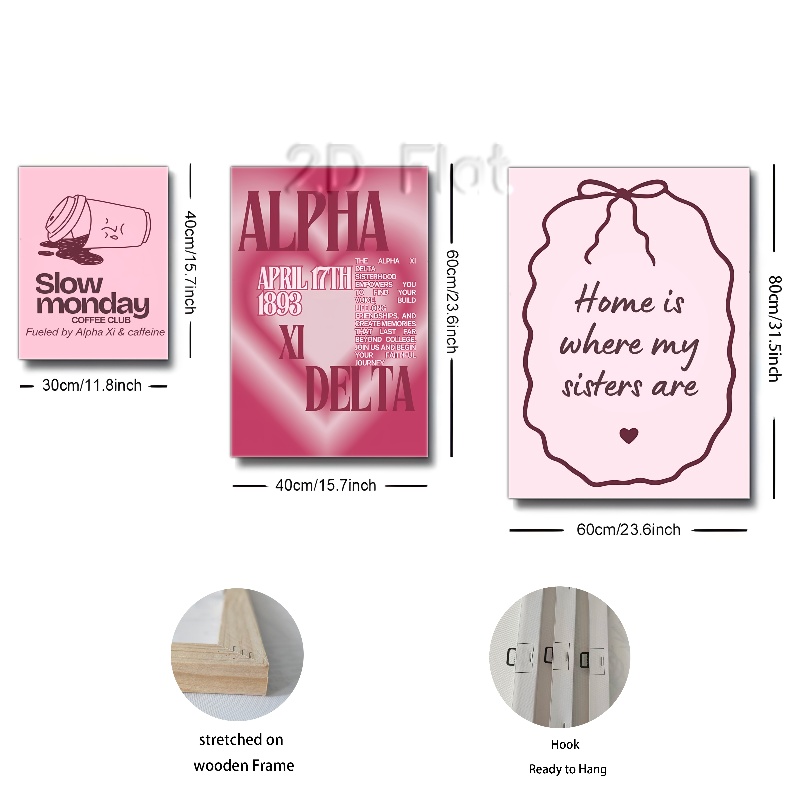 2D Flat
Slow
monday
COFFEE CLUB
Fueled by Alpha Xi & caffeine
40cm/15.7inch
30cm/11.8inch
ALPHA
APRIL 17TH
1893
THE ALPHA XI
DELTA
SISTERHOOD
EMPOWERS YOU
TO FIND YOUR
VOICE, BUILD
LIFELONG
FRIENDSHIPS, AND
CREATE MEMORIES
THAT LAST FAR
BEYOND COLLEGE.
JOIN US AND BEGIN
YOUR FAITHFUL
JOURNEY.
XI
DELTA
60cm/23.6inch
40cm/15.7inch
Home is
where my
sisters are
80cm/31.5inch
60cm/23.6inch
stretched on
wooden Frame
Hook
Ready to Hang